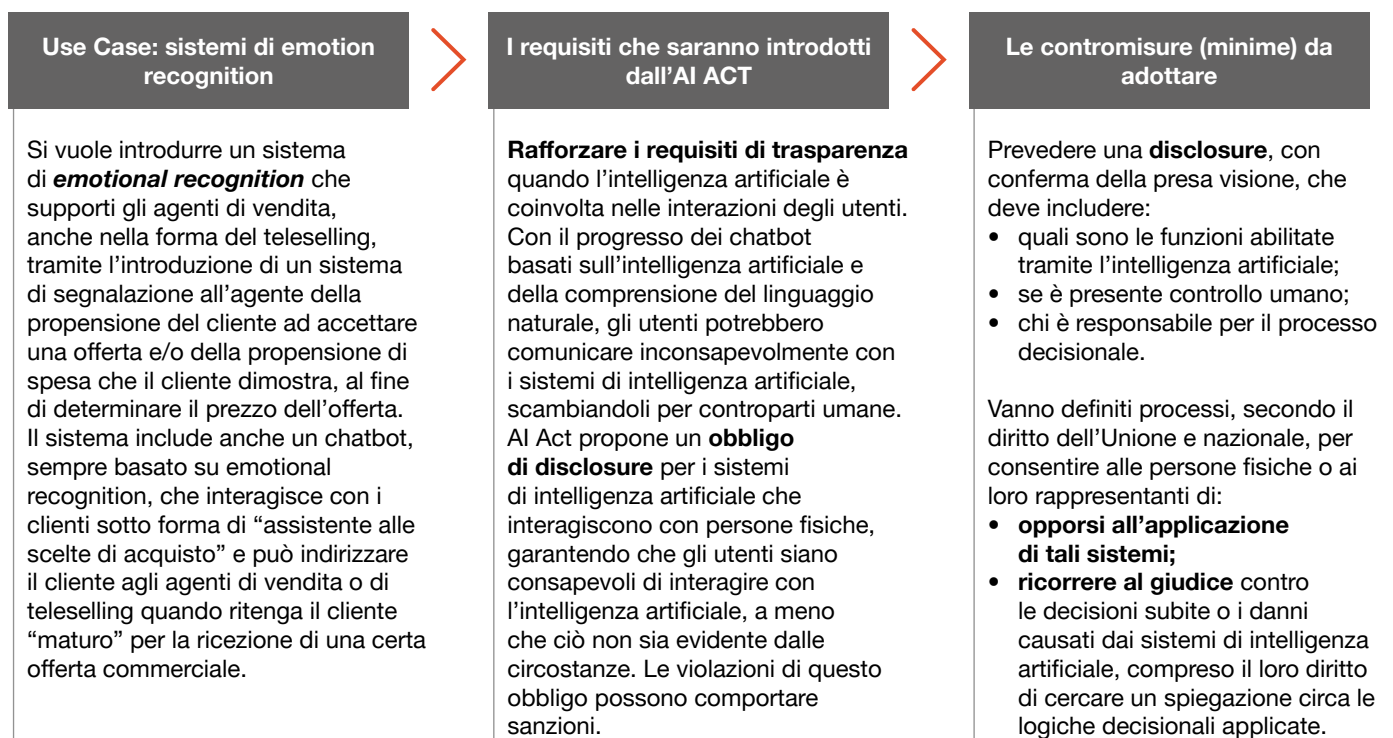 Use Case: sistemi di emotion
recognition
I requisiti che saranno introdotti
dall'AI ACT
Le contromisure (minime) da
adottare
Si vuole introdurre un sistema
di emotional recognition che
supporti gli agenti di vendita,
anche nella forma del teleselling,
tramite l'introduzione di un sistema
di segnalazione all'agente della
propensione del cliente ad accettare
una offerta e/o della propensione di
spesa che il cliente dimostra, al fine
di determinare il prezzo dell'offerta.
Il sistema include anche un chatbot,
sempre basato su emotional
recognition, che interagisce con i
clienti sotto forma di “assistente alle
scelte di acquisto” e può indirizzare
il cliente agli agenti di vendita o di
teleselling quando ritenga il cliente
“maturo” per la ricezione di una certa
offerta commerciale.
Rafforzare i requisiti di trasparenza
quando l'intelligenza artificiale è
coinvolta nelle interazioni degli utenti.
Con il progresso dei chatbot
basati sull'intelligenza artificiale e
della comprensione del linguaggio
naturale, gli utenti potrebbero
comunicare inconsapevolmente con
i sistemi di intelligenza artificiale,
scambiandoli per controparti umane.
AI Act propone un obbligo
di disclosure per i sistemi
di intelligenza artificiale che
interagiscono con persone fisiche,
garantendo che gli utenti siano
consapevoli di interagire con
l'intelligenza artificiale, a meno
che ciò non sia evidente dalle
circostanze. Le violazioni di questo
obbligo possono comportare
sanzioni.
Prevedere una disclosure, con
conferma della presa visione, che
deve includere:
• quali sono le funzioni abilitate
tramite l'intelligenza artificiale;
• se è presente controllo umano;
• chi è responsabile per il processo
decisionale.
Vanno definiti processi, secondo il
diritto dell'Unione e nazionale, per
consentire alle persone fisiche o ai
loro rappresentanti di:
• opporsi all'applicazione
di tali sistemi;
• ricorrere al giudice contro
le decisioni subite o i danni
causati dai sistemi di intelligenza
artificiale, compreso il loro diritto
di cercare un spiegazione circa le
logiche decisionali applicate.